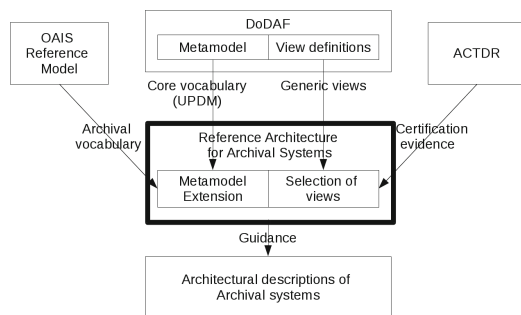 DoDAF
OAIS
Reference
Model
Metamodel
View definitions
ACTDR
Core vocabulary
(UPDM)
Generic views
Archival
vocabulary
Reference Architecture
for Archival Systems
Certification
evidence
Metamodel
Extension
Selection of
views
Guidance
Architectural descriptions of
Archival systems